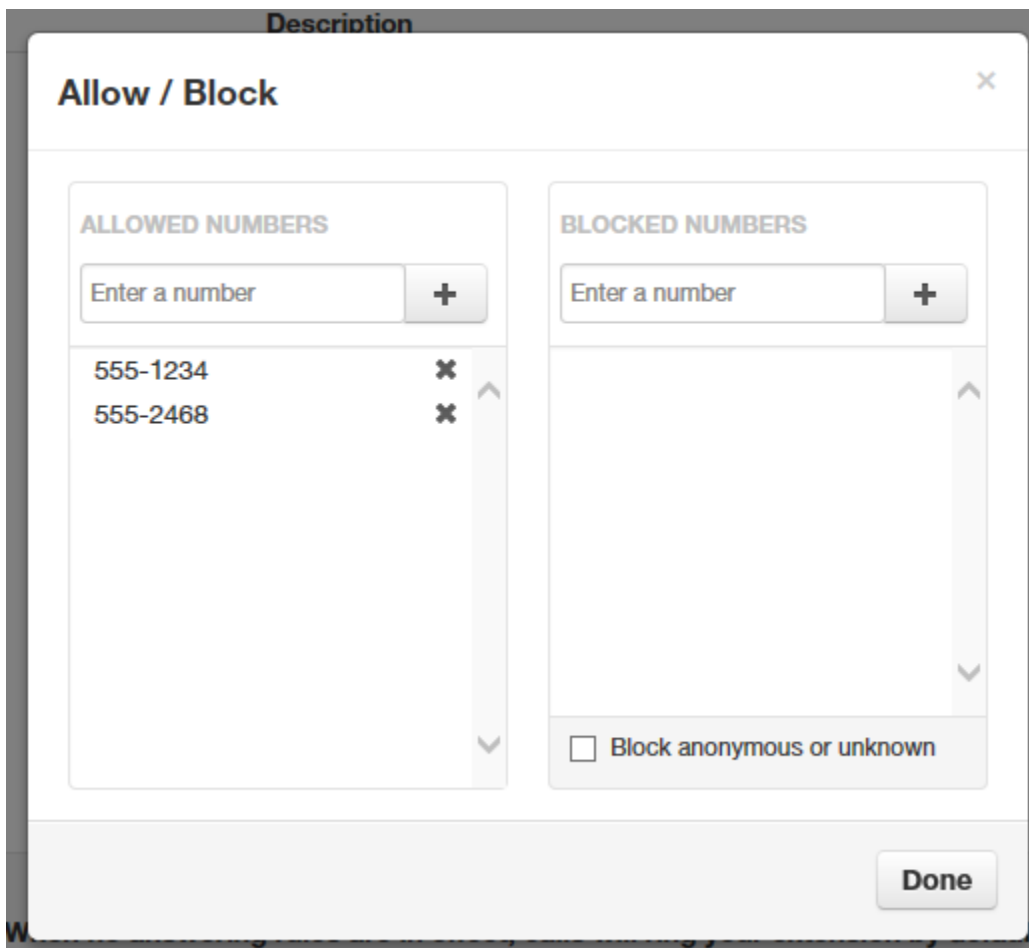 Description
Allow / Block
ALLOWED NUMBERS
Enter a number
555-1234
555-2468
BLOCKED NUMBERS
Enter a number
Block anonymous or unknown
Done